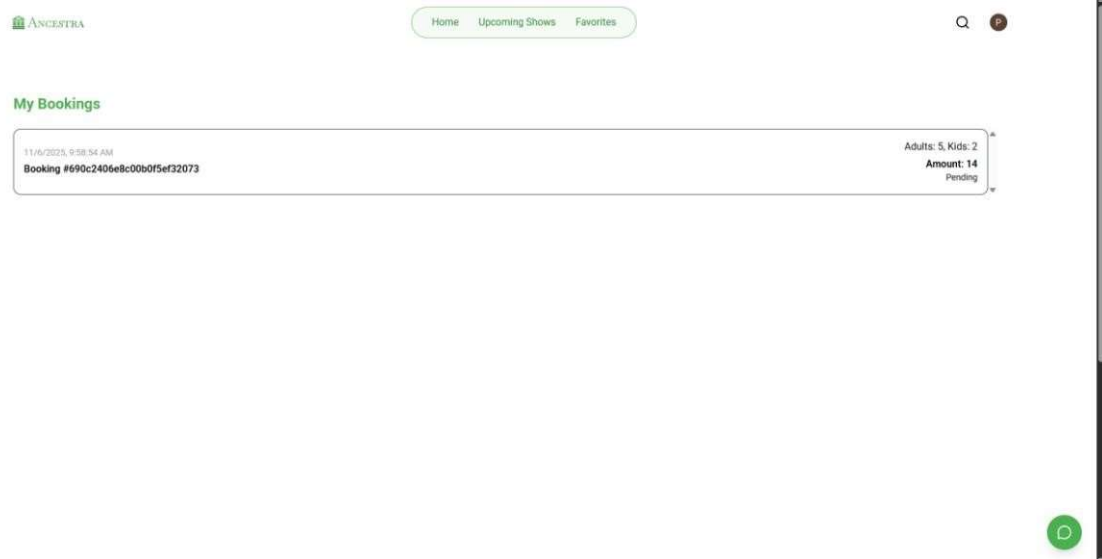 ANCESTRA
Home Upcoming Shows Favorites
P
My Bookings
11/6/2025, 9:58:54 AM
Booking #690c2406e8c00b0f5ef32073
Adults: 5, Kids: 2
Amount: 14
Pending